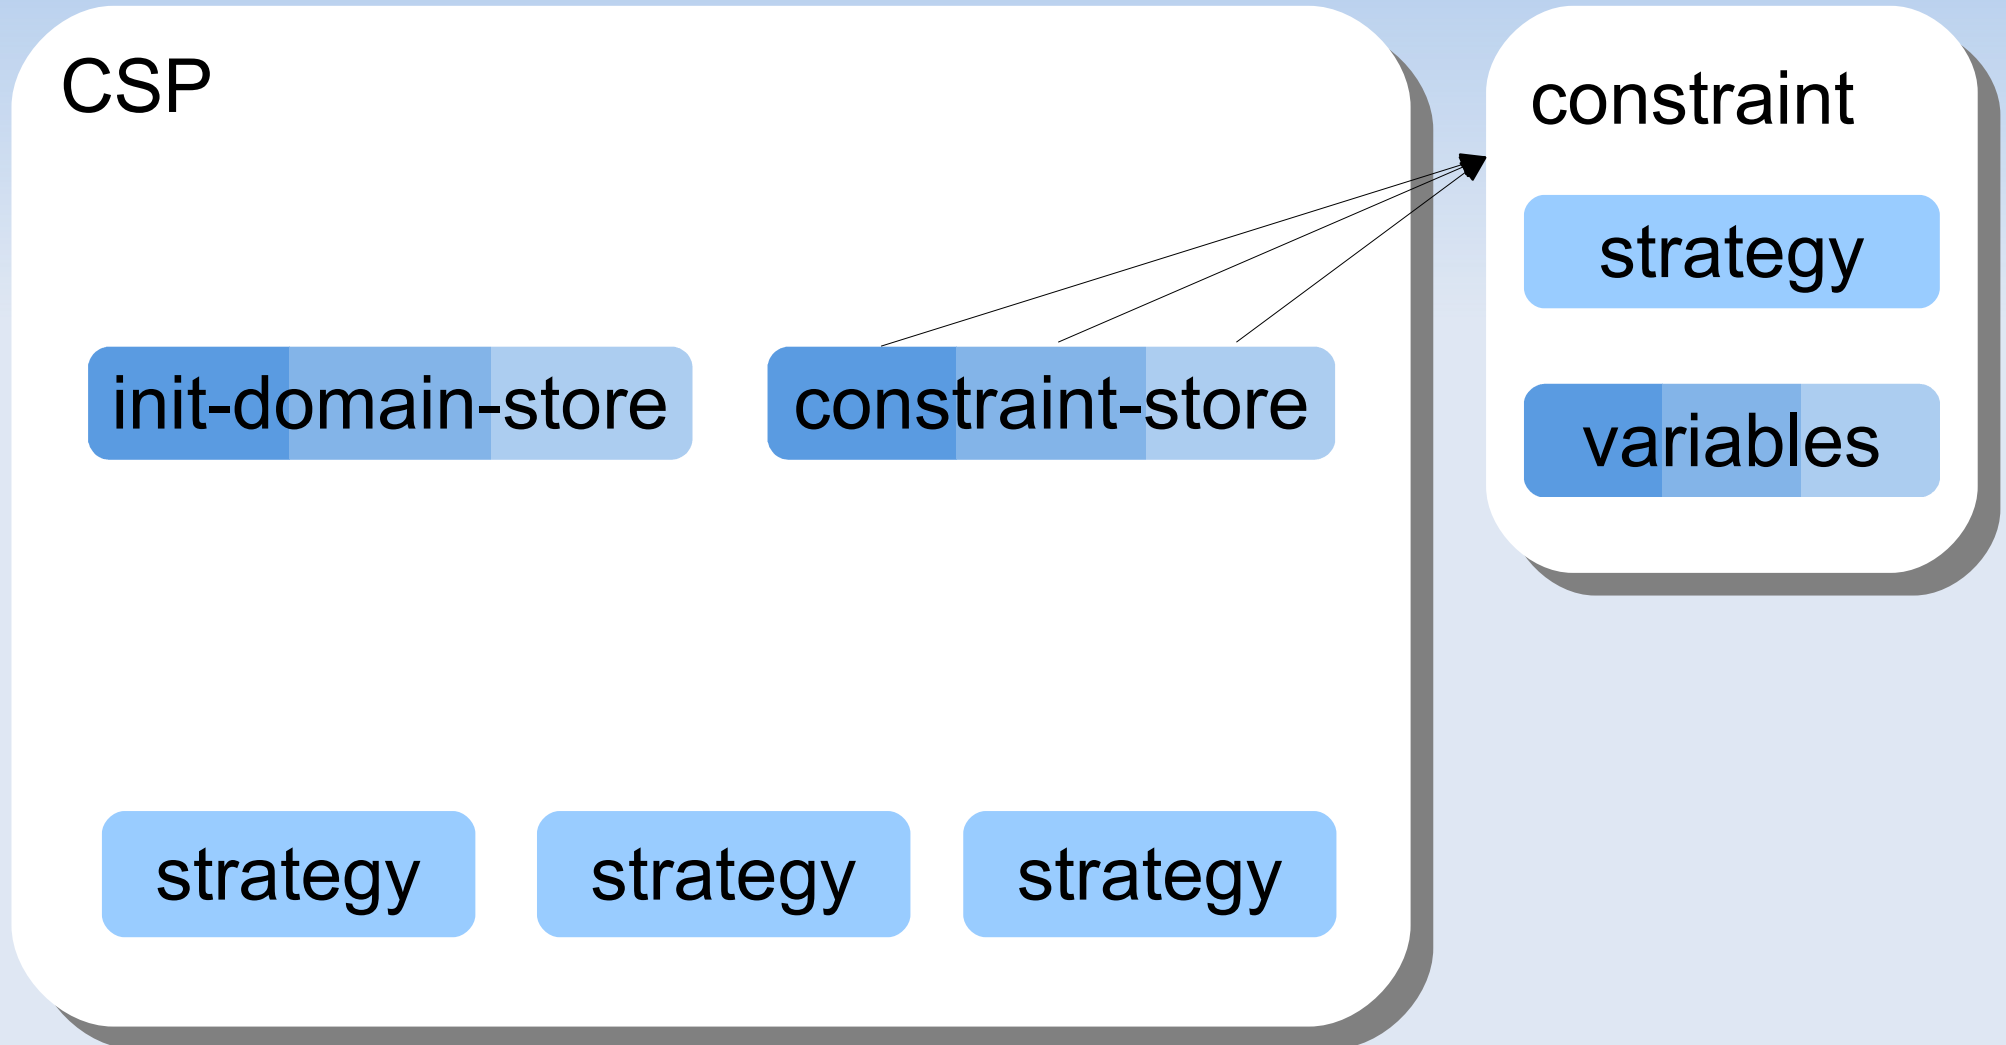 CSP
init-domain-store
constraint-store
strategy
strategy
strategy
constraint
strategy
variables